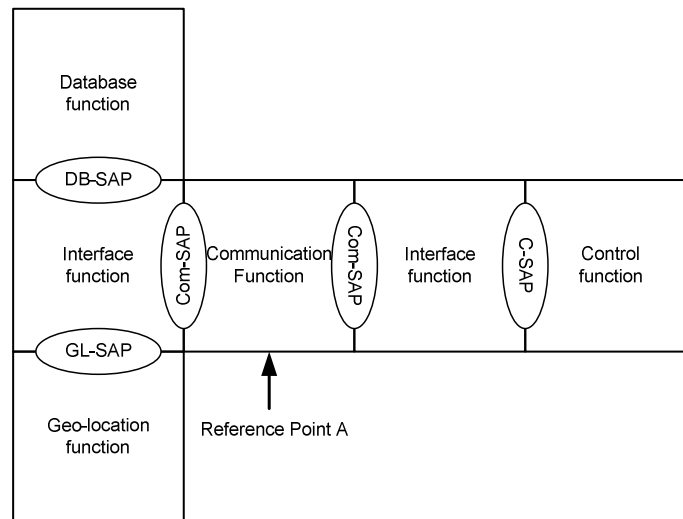 Database
function
DB-SAP
Interface
function
Com-SAP
Communication
Function
Com-SAP
Interface
function
C-SAP
Control
function
GL-SAP
Geo-location
function
Reference Point A